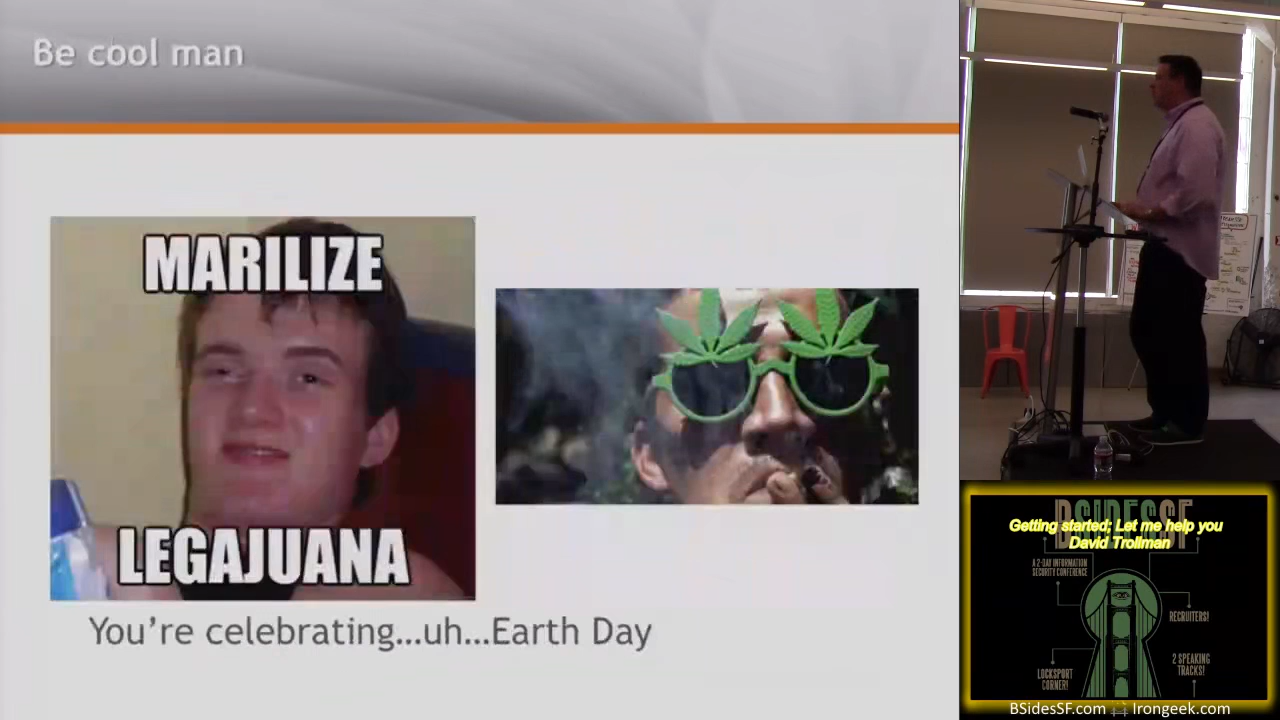 Be cool man
MARILIZE
LEGAJUANA
You're celebrating...uh...Earth Day
BSIDESSF
Getting started; Let me help you
David Trollman
A 2-DAY INFORMATION
SECURITY CONFERENCE
RECRUITERS!
LOCKSPORT
CORNER!
2 SPEAKING
TRACKS!
BSidesSF.com
Irongeek.com